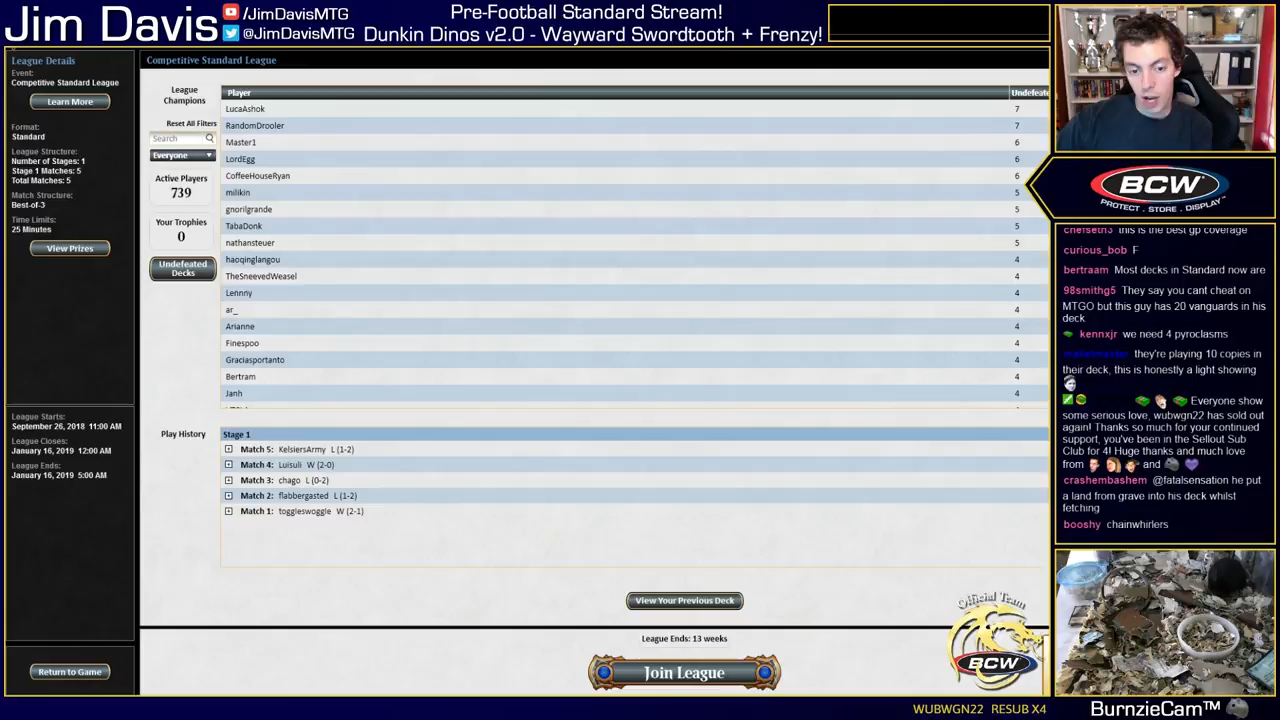 Jim Davis
/JimDavisMTG
@JimDavisMTG
Pre-Football Standard Stream!
Dunkin Dinos v2.0 - Wayward Swordtooth + Frenzy!
League Details
Event:
Competitive Standard League
Learn More
Format:
Standard
League Structure:
Number of Stages: 1
Stage 1 Matches: 5
Total Matches: 5
Match Structure:
Best-of-3
Time Limits:
25 Minutes
View Prizes
League Starts:
September 26, 2018 11:00 AM
League Closes:
January 16, 2019 12:00 AM
League Ends:
January 16, 2019 5:00 AM
Return to Game
Competitive Standard League
League
Champions
Reset All Filters
Search
Everyone
Active Players
739
Your Trophies
0
Undefeated
Decks
Player Undefeate
LucaAshok 7
RandomDrooler 7
Master1 6
LordEgg 6
CoffeeHouseRyan 6
milikin 5
gnorilgrande 5
TabaDonk 5
nathansteuer 5
haoqinglangou 4
TheSneevedWeasel 4
Lennny 4
ar_ 4
Arianne 4
Finespoo 4
Graciasportanto 4
Bertram 4
Janh 4
Play History
Stage 1
Match 5: KelsiersArmy L (1-2)
Match 4: Luisuli W (2-0)
Match 3: chago L (0-2)
Match 2: flabbergasted L (1-2)
Match 1: toggleswoggle W (2-1)
View Your Previous Deck
League Ends: 13 weeks
Join League
Official Team
BCW
BCW
PROTECT. STORE. DISPLAY.™
chefseth3 this is the best gp coverage
curious_bob F
bertraam Most decks in Standard now are
98smithg5 They say you cant cheat on
MTGO but this guy has 20 vanguards in his
deck
kennxjr we need 4 pyroclasms
they're playing 10 copies in
their deck, this is honestly a light showing
Everyone show
some serious love, wubwgn22 has sold out
again! Thanks so much for your continued
support, you've been in the Sellout Sub
Club for 4! Huge thanks and much love
from and
crashembashem @fatalsensation he put
a land from grave into his deck whilst
fetching
booshy chainwhirlers
WUBWGN22 RESUB X4
BurnzieCam™